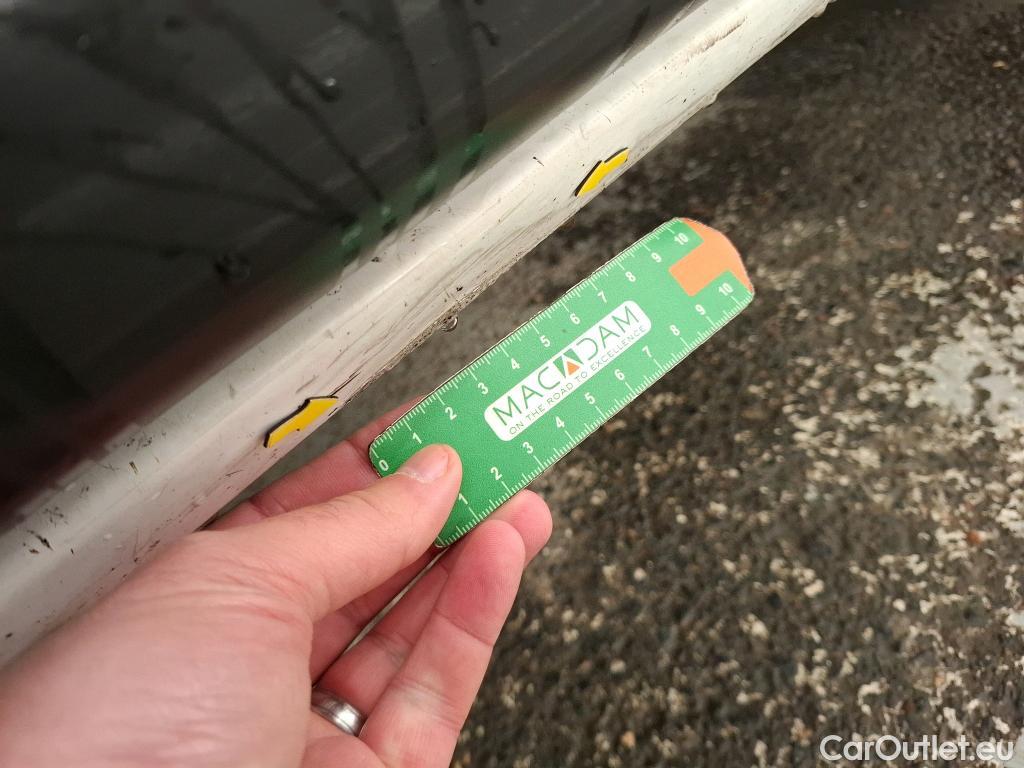 1 2 3 4 5 6 7 8 9 10
MACADAM
ON THE ROAD TO EXCELLENCE
0 1 2 3 4 5 6 7 8 9 10
CarOutlet.eu